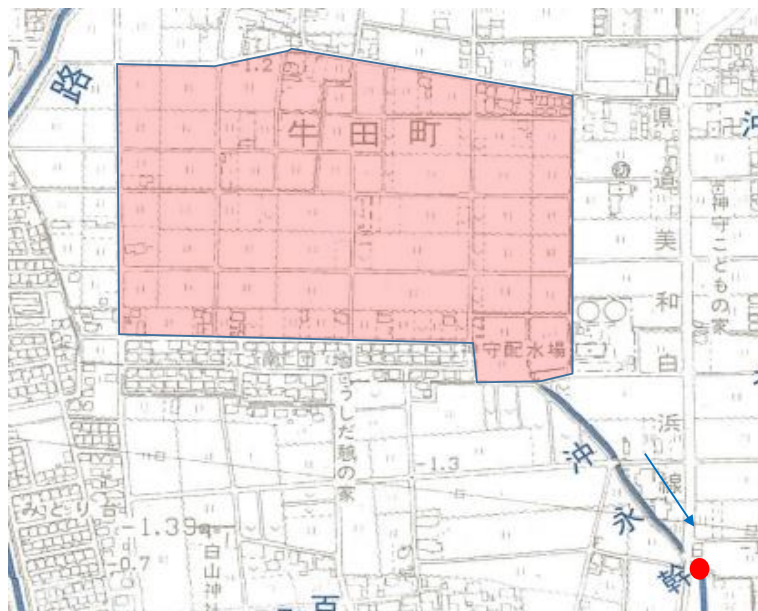 路
-1.2
牛田町
河
県道美和白浜線
神守こどもの家
守配水場
うしだ憩の家
沖
永
幹
-1.3
みどり台
-1.39
-0.7
白山神社
百